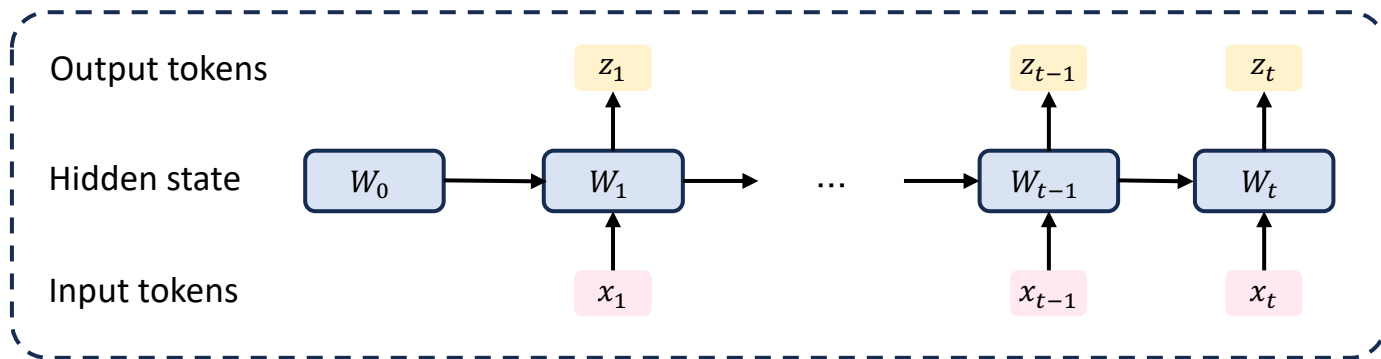 Output tokens z₁ zₜ₋₁ zₜ
Hidden state W₀ W₁ ... Wₜ₋₁ Wₜ
Input tokens x₁ xₜ₋₁ xₜ